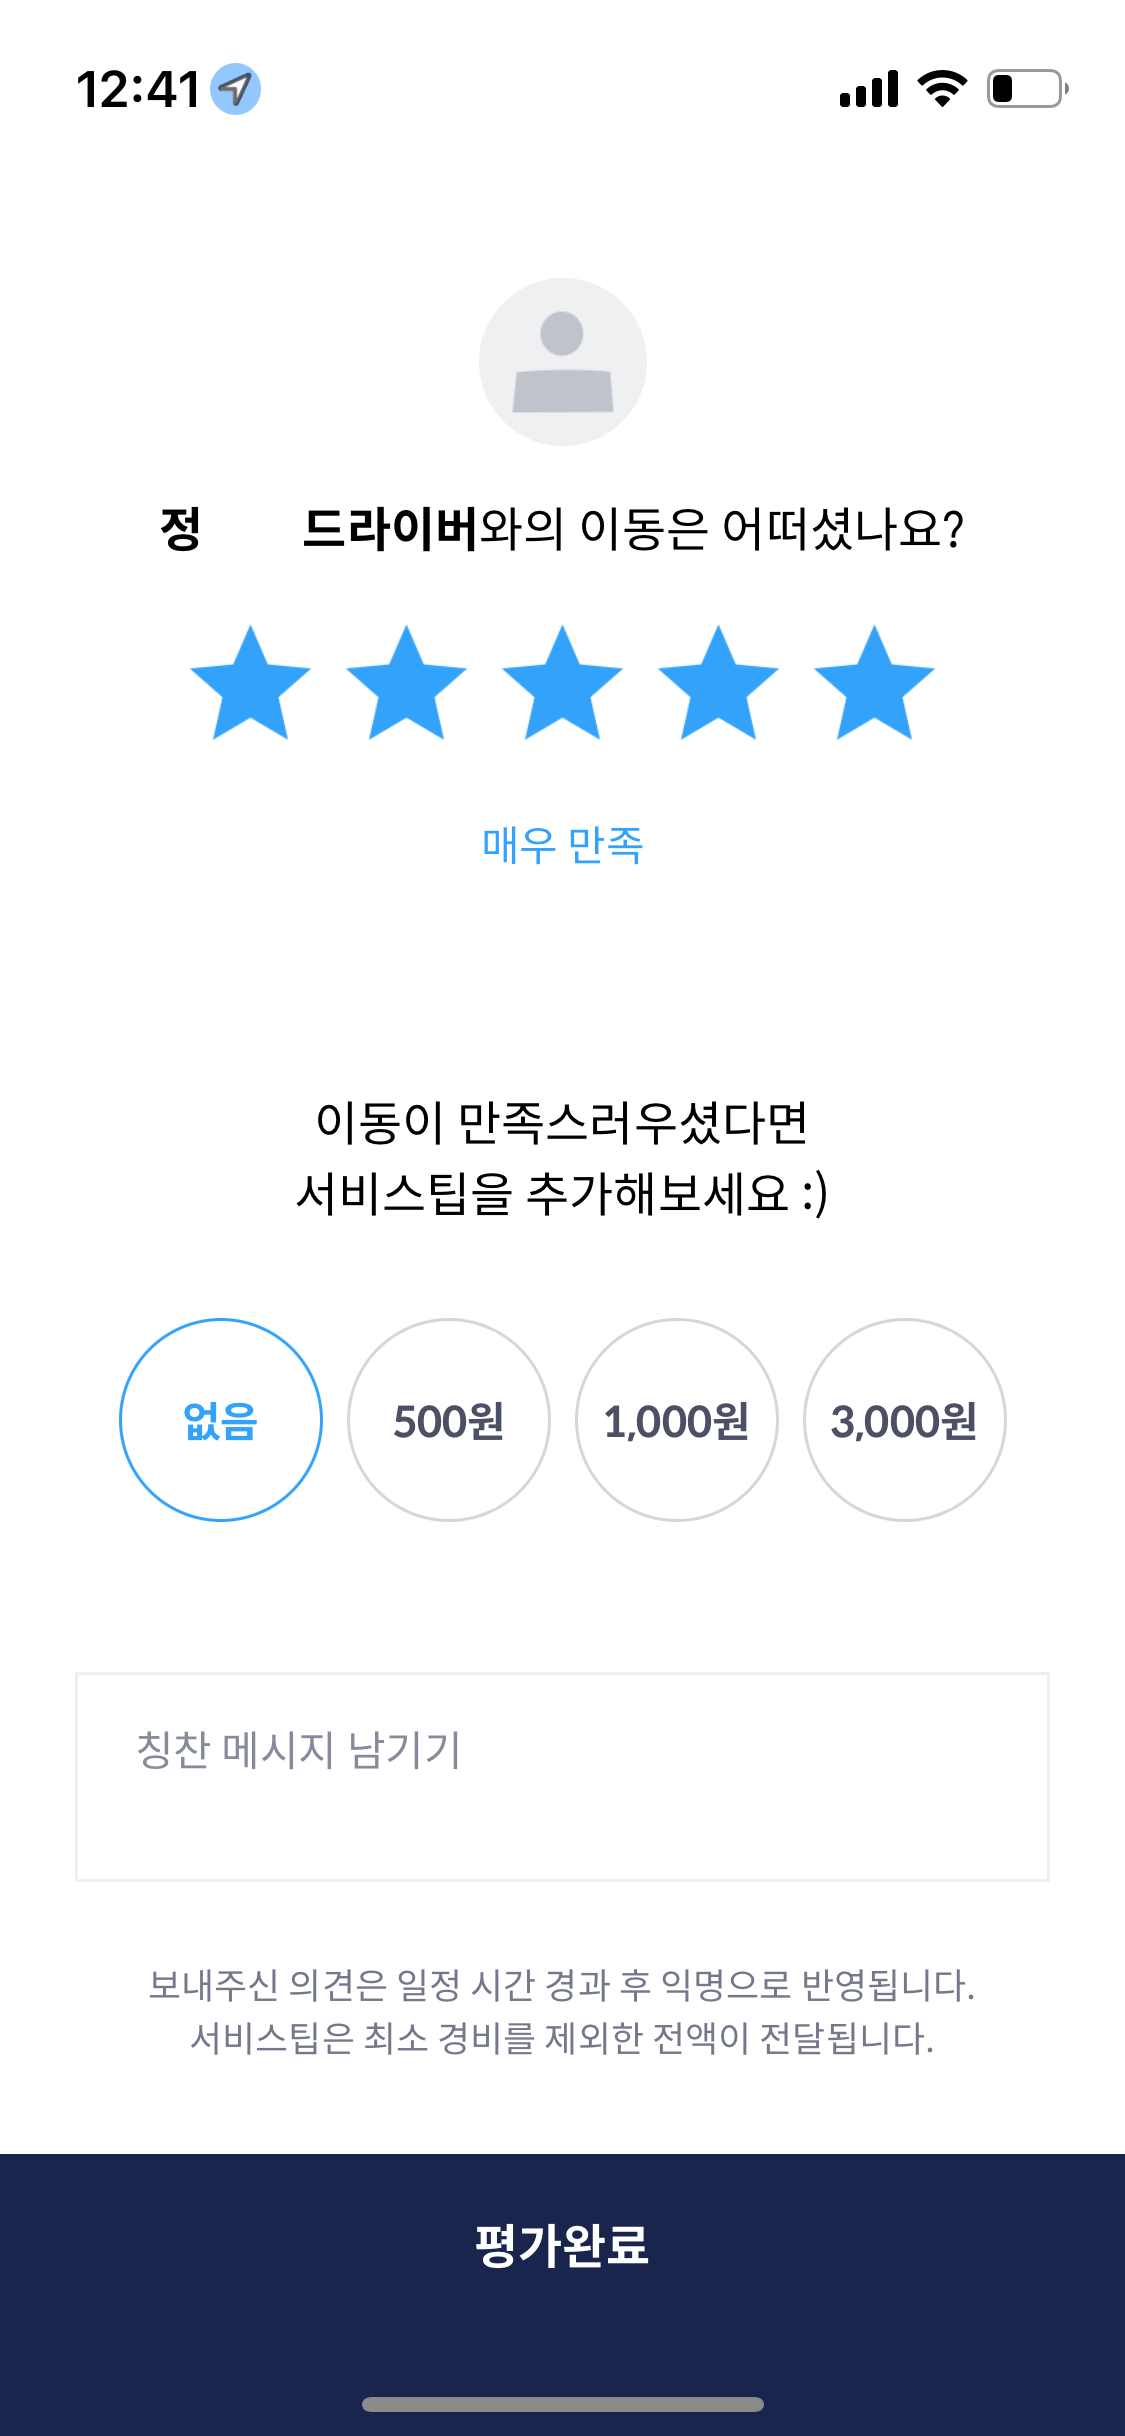 12:41
정 드라이버와의 이동은 어떠셨나요?
매우 만족
이동이 만족스러우셨다면
서비스팁을 추가해보세요 :)
없음 500원 1,000원 3,000원
칭찬 메시지 남기기
보내주신 의견은 일정 시간 경과 후 익명으로 반영됩니다.
서비스팁은 최소 경비를 제외한 전액이 전달됩니다.
평가완료